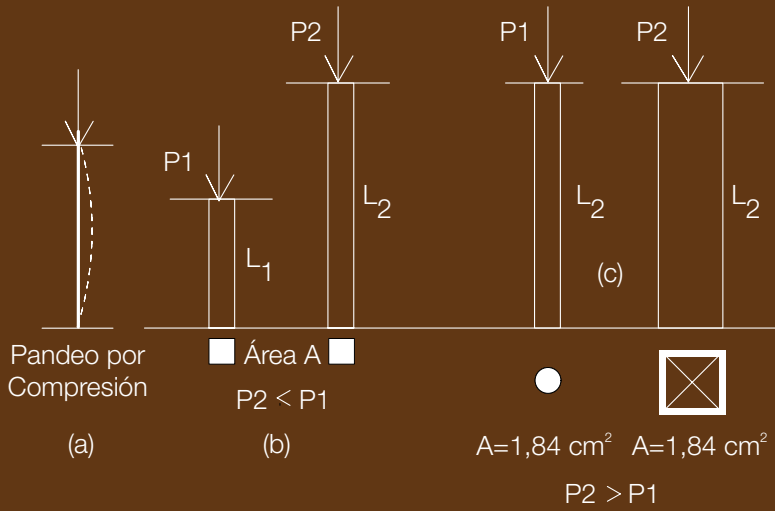 P2
P1
P2
P1
L2
L2
L2
L1
(c)
Pandeo por
Compresión
Área A
P2 < P1
(a)
(b)
A=1,84 cm²
A=1,84 cm²
P2 > P1